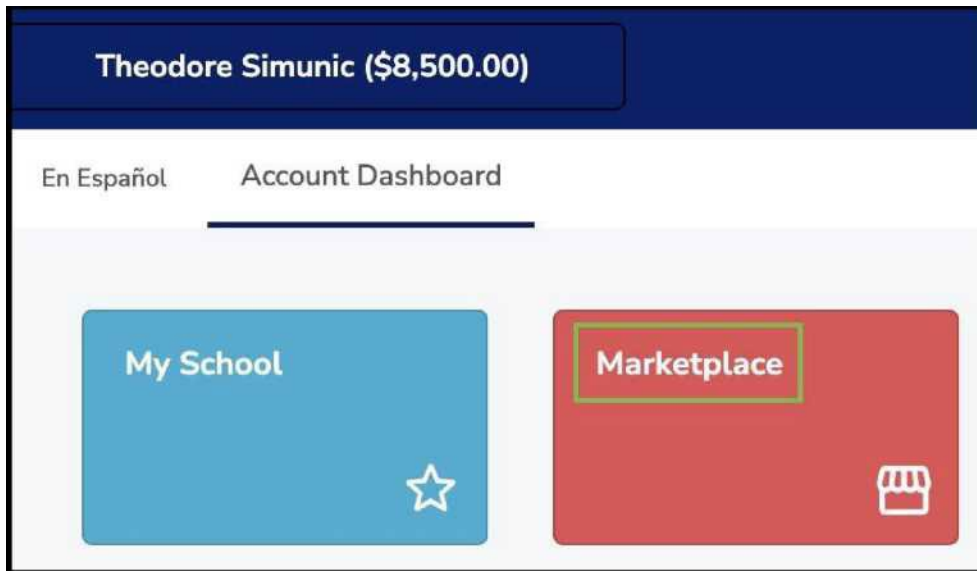 Theodore Simunic ($8,500.00)
En Español Account Dashboard
My School Marketplace